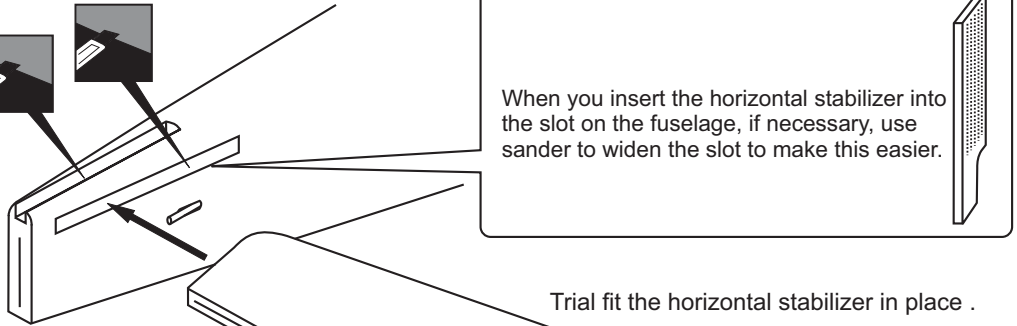 When you insert the horizontal stabilizer into
the slot on the fuselage, if necessary, use
sander to widen the slot to make this easier.
Trial fit the horizontal stabilizer in place .